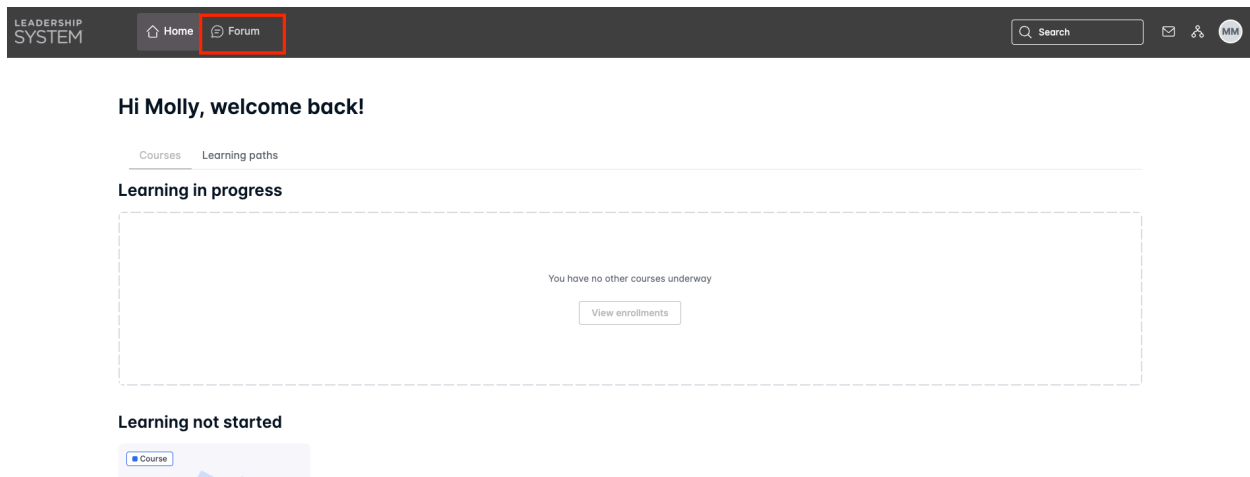 LEADERSHIP
SYSTEM
Home
Forum
Search
MM
Hi Molly, welcome back!
Courses
Learning paths
Learning in progress
You have no other courses underway
View enrollments
Learning not started
Course